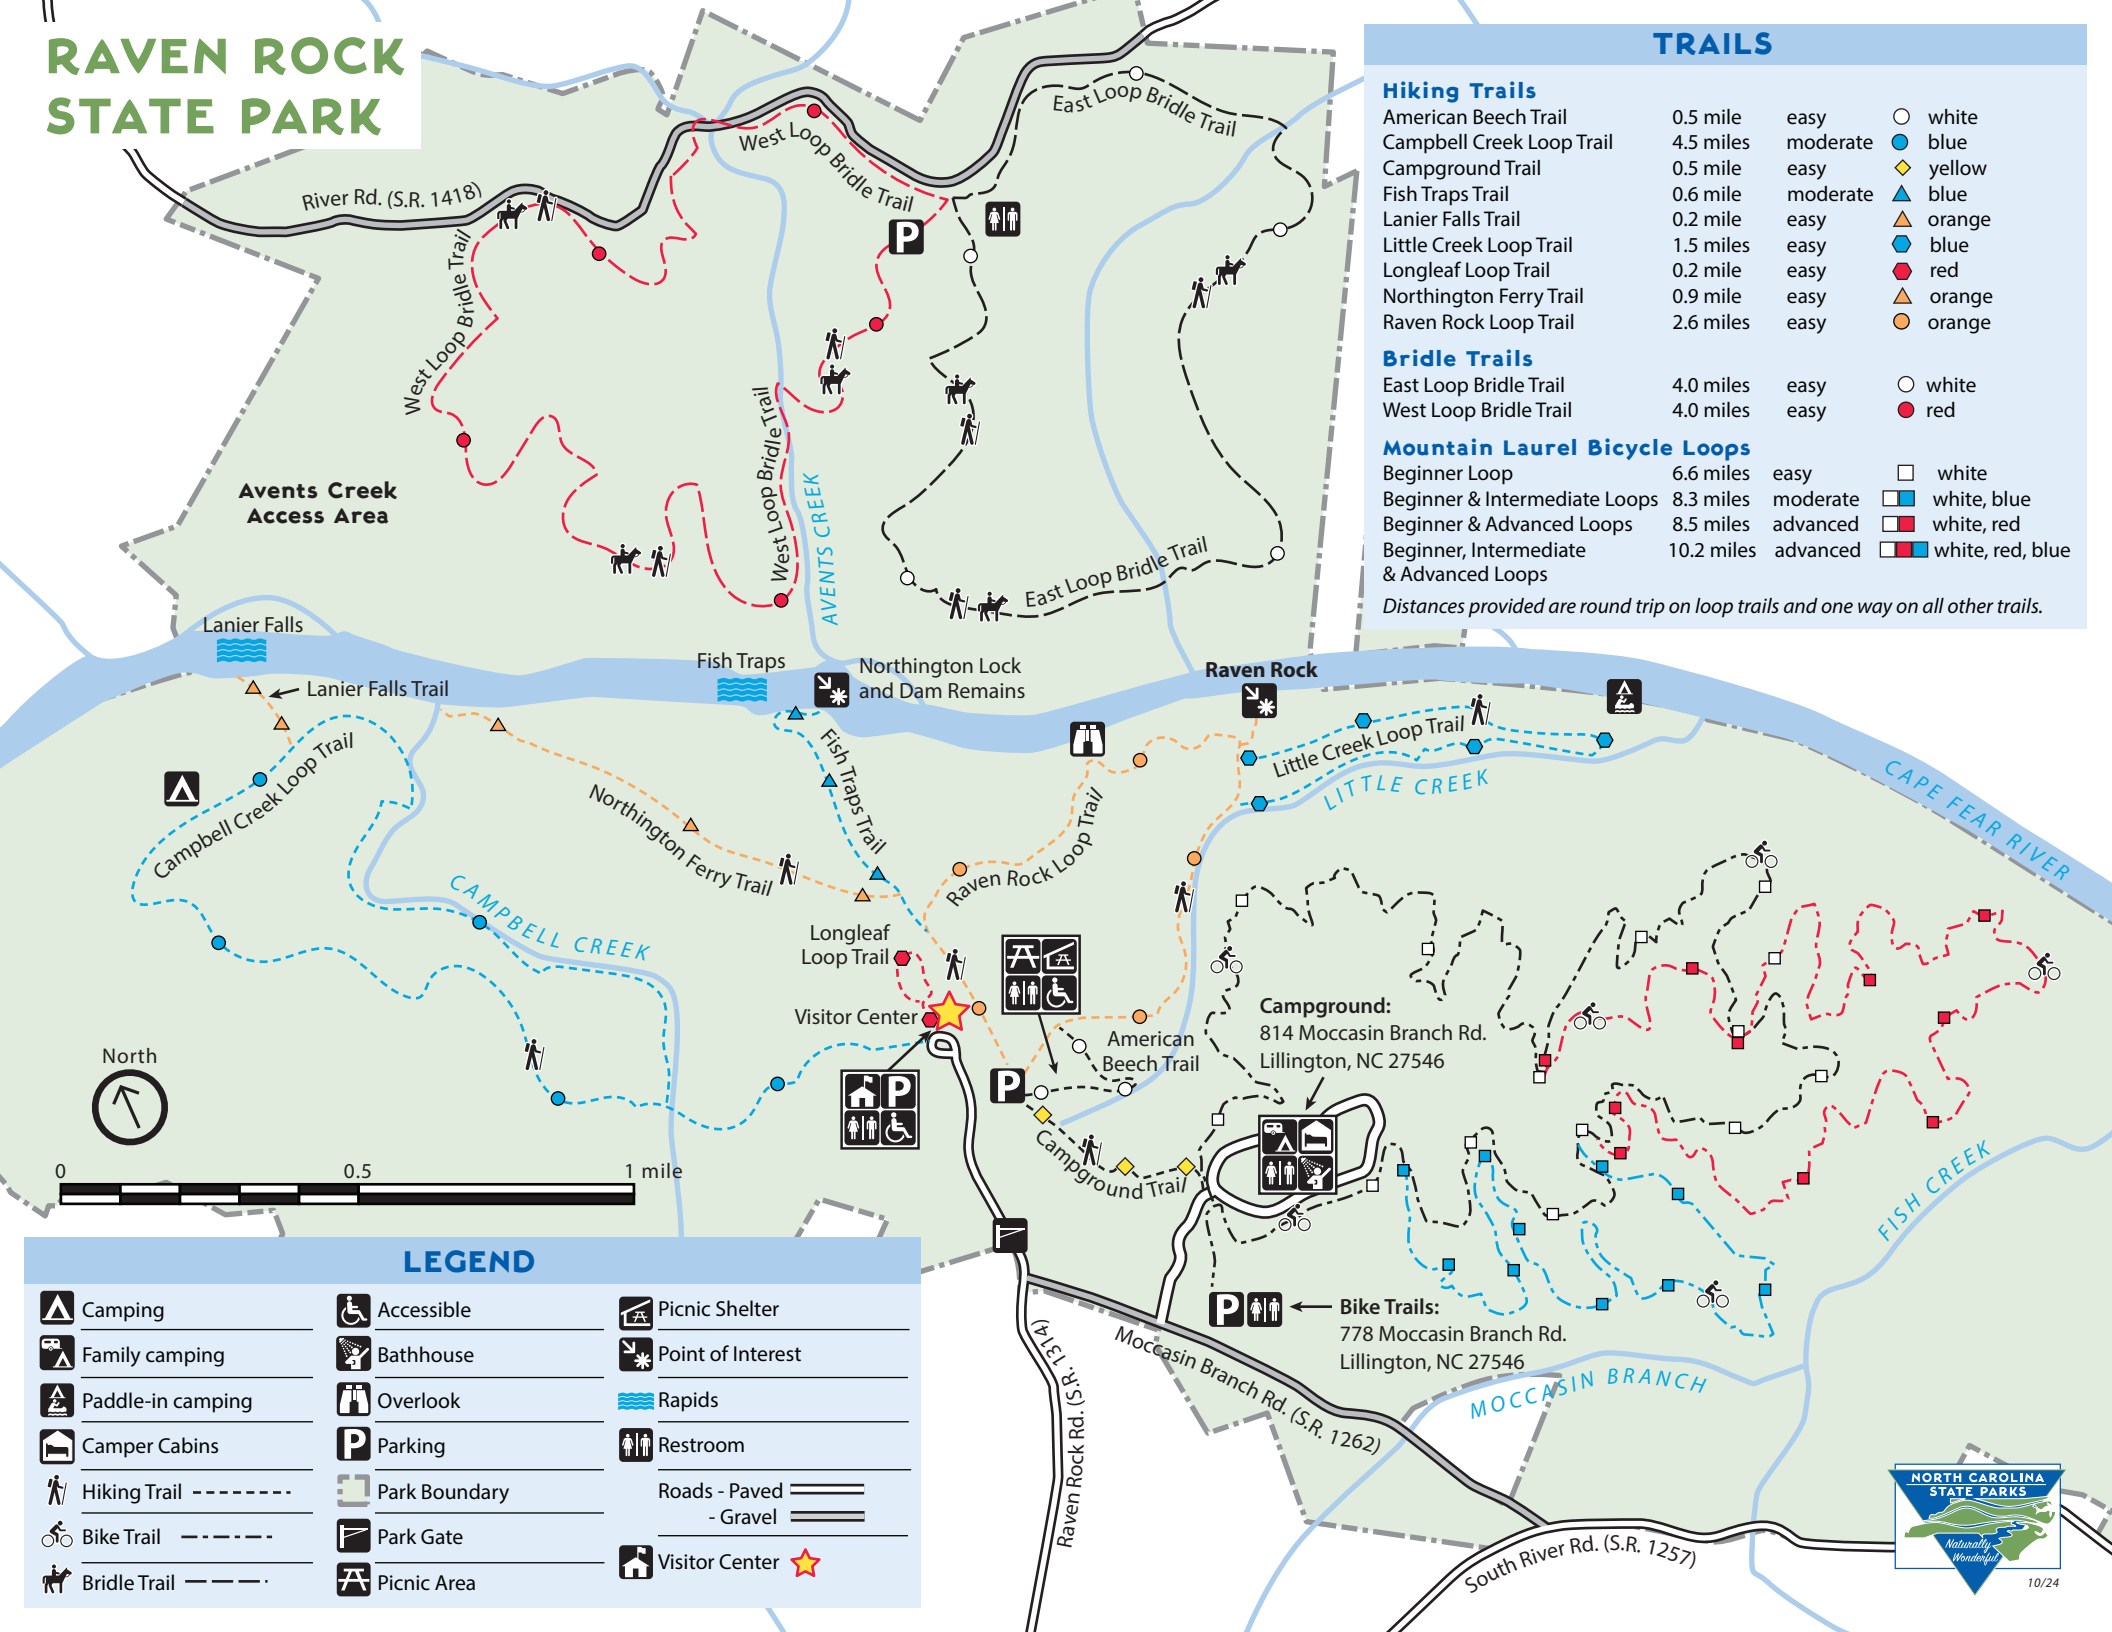 RAVEN ROCK
STATE PARK
TRAILS
Hiking Trails
American Beech Trail 0.5 mile easy white
Campbell Creek Loop Trail 4.5 miles moderate blue
Campground Trail 0.5 mile easy yellow
Fish Traps Trail 0.6 mile moderate blue
Lanier Falls Trail 0.2 mile easy orange
Little Creek Loop Trail 1.5 miles easy blue
Longleaf Loop Trail 0.2 mile easy red
Northington Ferry Trail 0.9 mile easy orange
Raven Rock Loop Trail 2.6 miles easy orange
Bridle Trails
East Loop Bridle Trail 4.0 miles easy white
West Loop Bridle Trail 4.0 miles easy red
Mountain Laurel Bicycle Loops
Beginner Loop 6.6 miles easy white
Beginner & Intermediate Loops 8.3 miles moderate white, blue
Beginner & Advanced Loops 8.5 miles advanced white, red
Beginner, Intermediate 10.2 miles advanced white, red, blue
& Advanced Loops
Distances provided are round trip on loop trails and one way on all other trails.
River Rd. (S.R. 1418)
West Loop Bridle Trail
East Loop Bridle Trail
P
West Loop Bridle Trail
West Loop Bridle Trail
AVENTS CREEK
East Loop Bridle Trail
Avents Creek
Access Area
Lanier Falls
Lanier Falls Trail
Fish Traps
Northington Lock
and Dam Remains
Raven Rock
Campbell Creek Loop Trail
Northington Ferry Trail
Fish Traps Trail
Raven Rock Loop Trail
Little Creek Loop Trail
LITTLE CREEK
CAPE FEAR RIVER
CAMPBELL CREEK
Longleaf
Loop Trail
Visitor Center
P
P
American
Beech Trail
Campground Trail
Campground:
814 Moccasin Branch Rd.
Lillington, NC 27546
P
Bike Trails:
778 Moccasin Branch Rd.
Lillington, NC 27546
FISH CREEK
MOCCASIN BRANCH
Moccasin Branch Rd. (S.R. 1262)
Raven Rock Rd. (S.R. 1314)
South River Rd. (S.R. 1257)
North
0 0.5 1 mile
LEGEND
Camping
Family camping
Paddle-in camping
Camper Cabins
Hiking Trail
Bike Trail
Bridle Trail
Accessible
Bathhouse
Overlook
P Parking
Park Boundary
Park Gate
Picnic Area
Picnic Shelter
Point of Interest
Rapids
Restroom
Roads - Paved
- Gravel
Visitor Center
NORTH CAROLINA
STATE PARKS
Naturally
Wonderful
10/24